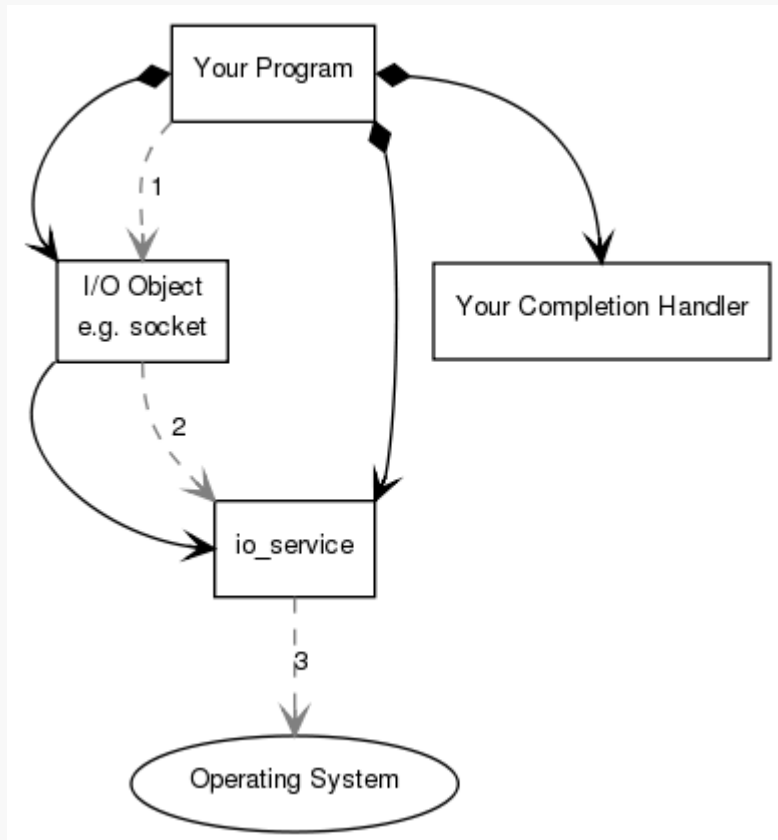 Your Program
1
I/O Object
e.g. socket
Your Completion Handler
2
io_service
3
Operating System